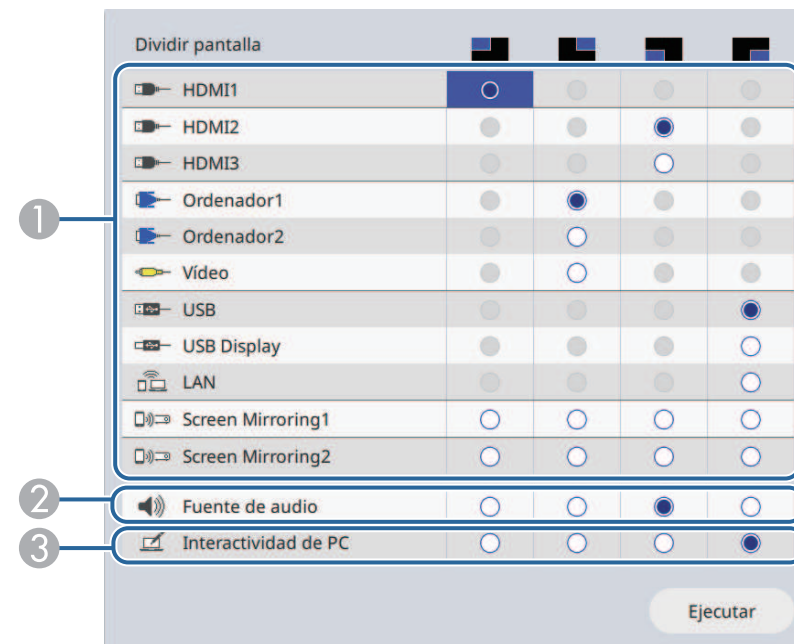 Dividir pantalla
HDMI1
HDMI2
HDMI3
1
Ordenador1
Ordenador2
Vídeo
USB
USB Display
LAN
Screen Mirroring1
Screen Mirroring2
2
Fuente de audio
3
Interactividad de PC
Ejecutar